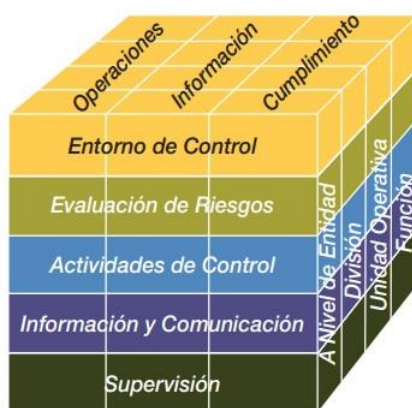 Operaciones
Información
Cumplimiento
Entorno de Control
Evaluación de Riesgos
Actividades de Control
Información y Comunicación
Supervisión
A Nivel de Entidad
División
Unidad Operativa
Función